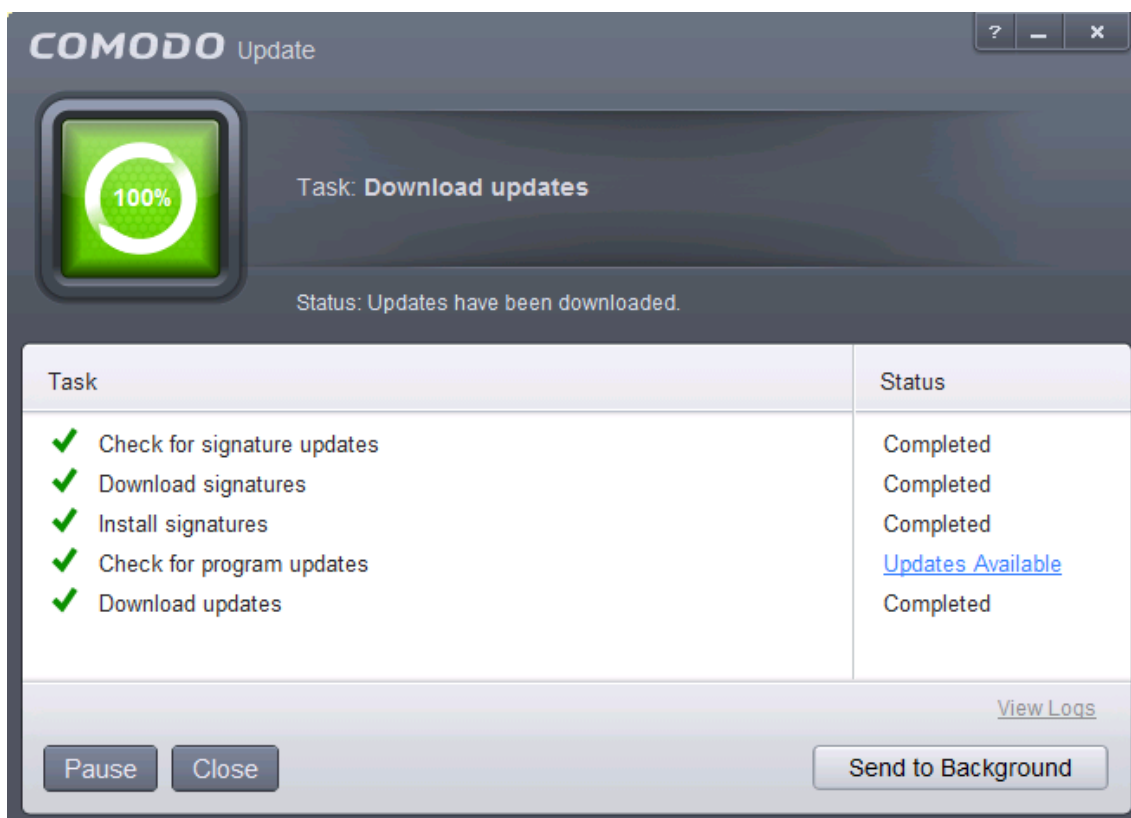 COMODO Update
? – ×
100%
Task: Download updates
Status: Updates have been downloaded.
Task Status
Check for signature updates Completed
Download signatures Completed
Install signatures Completed
Check for program updates Updates Available
Download updates Completed
View Logs
Pause Close Send to Background